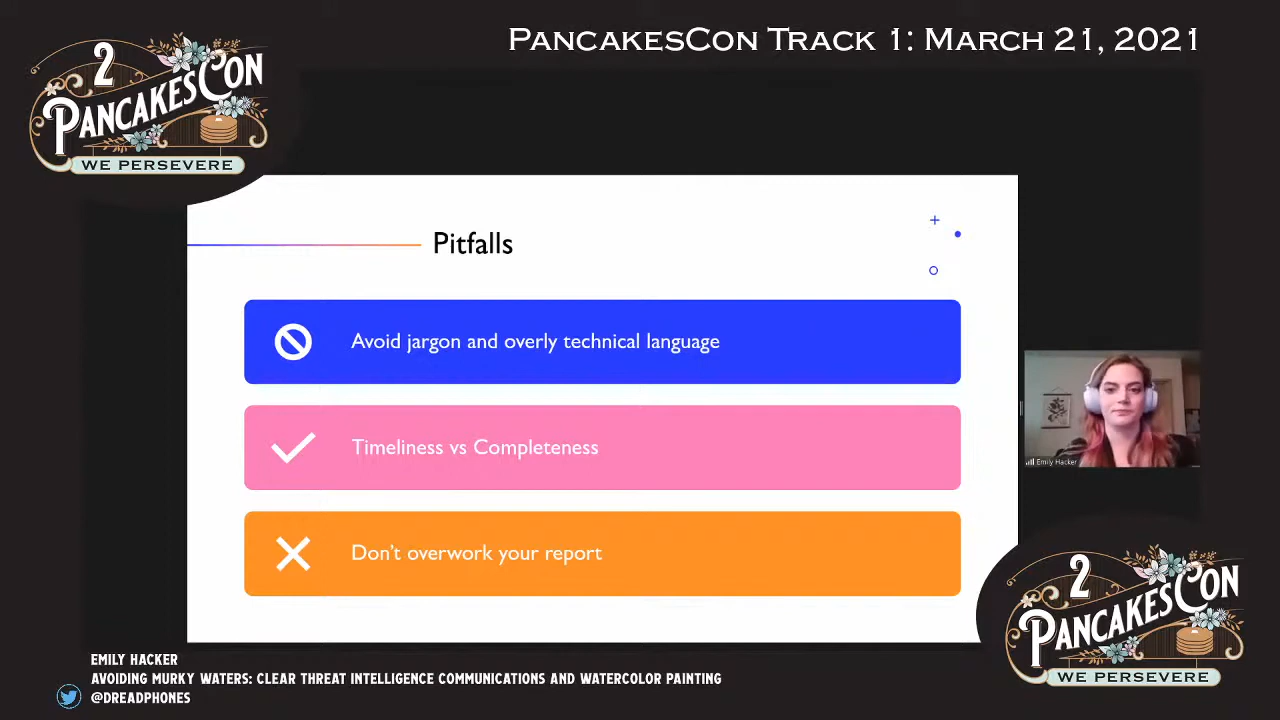 PancakesCon Track 1: March 21, 2021
2
PancakesCon
WE PERSEVERE
Pitfalls
Avoid jargon and overly technical language
Timeliness vs Completeness
Don't overwork your report
Emily Hacker
2
PancakesCon
WE PERSEVERE
EMILY HACKER
AVOIDING MURKY WATERS: CLEAR THREAT INTELLIGENCE COMMUNICATIONS AND WATERCOLOR PAINTING
@DREADPHONES